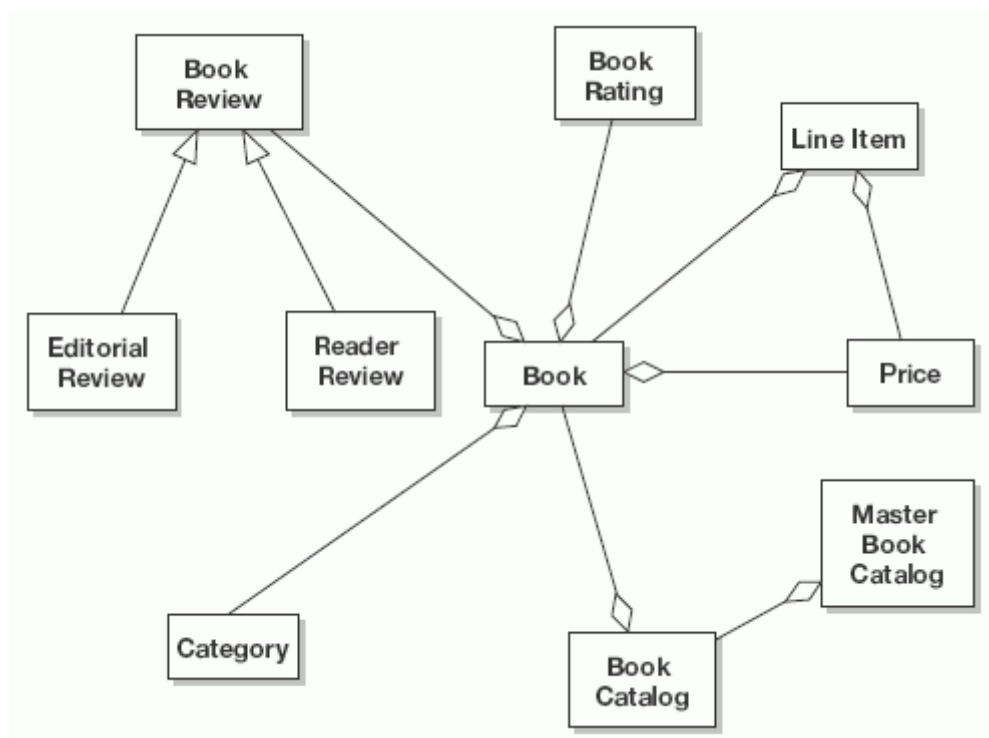 Book
Review
Book
Rating
Line Item
Editorial
Review
Reader
Review
Book
Price
Master
Book
Catalog
Category
Book
Catalog